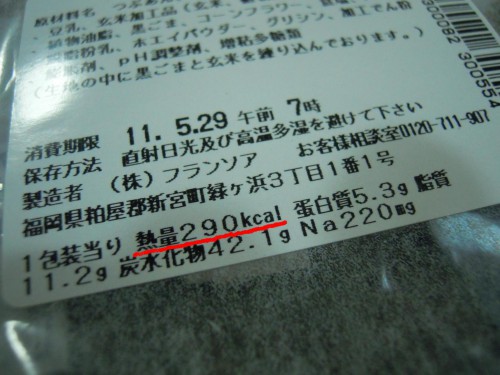 原材料名 つぶあん
豆乳、玄米加工品（玄米、
植物油脂、黒ごま、コーンフラワー、食塩、
脂粉乳、ホエイパウダー、グリシン、加工でん粉
剤、pH調整剤、増粘多糖類
（生地の中に黒ごまと玄米を練り込んでおります。）
消費期限 11. 5.29 午前 7時
保存方法 直射日光及び高温多湿を避けて下さい
製造者 （株）フランソア お客様相談室0120-711-907
福岡県粕屋郡新宮町緑ヶ浜3丁目1番1号
1包装当り 熱量290kcal 蛋白質5.3g 脂質
11.2g 炭水化物42.1g Na220mg
300082
300554